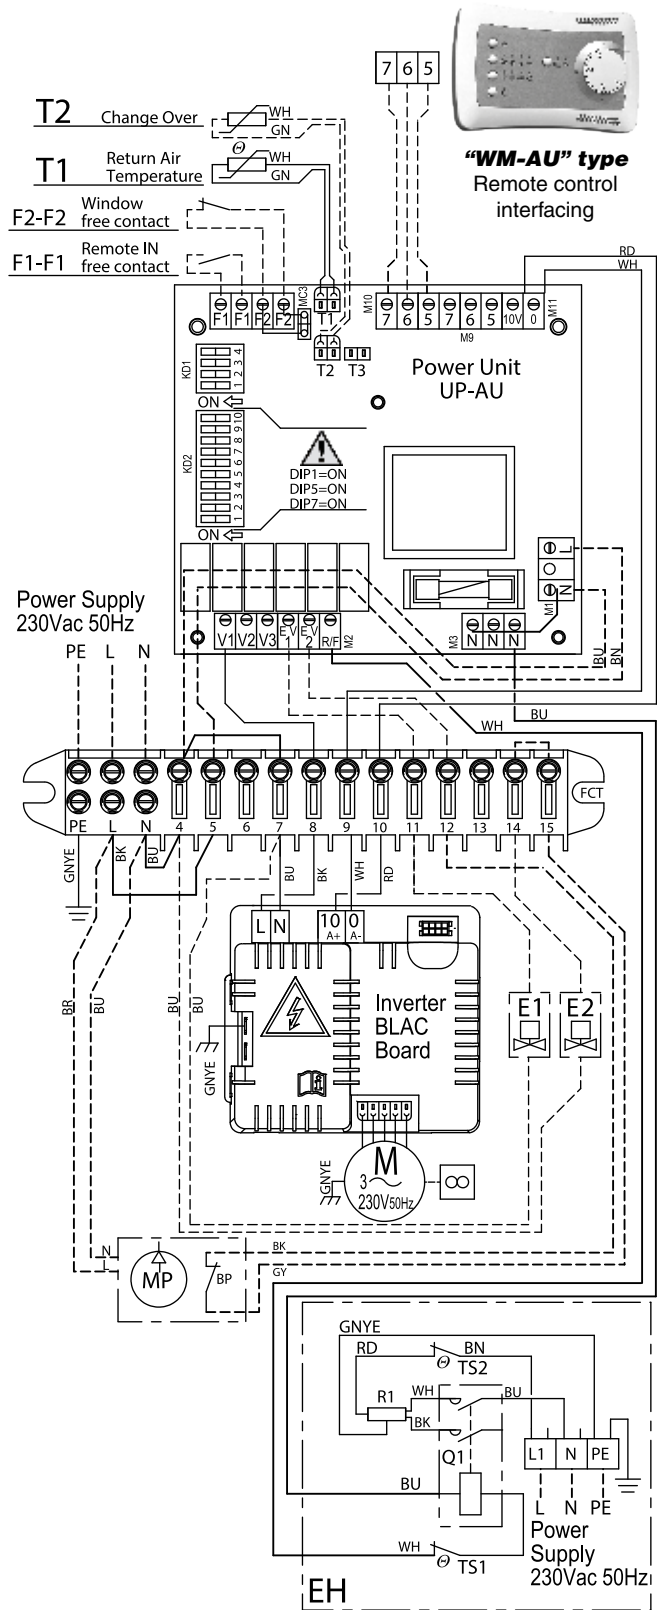 7 6 5
T2 Change Over WH
GN
T1 Return Air Temperature Θ WH
GN
"WM-AU" type
Remote control
interfacing
F2-F2 Window free contact
F1-F1 Remote IN free contact
RD
WH
F1 F1 F2 F2 MC3 T1
M10 7 6 5 7 6 5 10V 0 M11
M9
T2 T3
KD1 1 2 3 4
ON
Power Unit
UP-AU
KD2 1 2 3 4 5 6 7 8 9 10
ON
DIP1=ON
DIP5=ON
DIP7=ON
L
M1 N
Power Supply
230Vac 50Hz
PE L N
V1 V2 V3 EV1 EV2 R/F M2
M3 N N N
BU BN
WH BU
FCT
PE L N 4 5 6 7 8 9 10 11 12 13 14 15
GNYE BK BU BU BK WH RD
L N 10 0
A+ A-
BR BU BU BU
Inverter
BLAC
Board
E1 E2
GNYE
M
3
230V50Hz
GNYE
N
L
MP
BP
BK
GY
GNYE
RD BN
Θ TS2
R1 WH BU
BK
Q1
L1 N PE
BU
L N PE
Power
Supply
230Vac 50Hz
WH
Θ TS1
EH